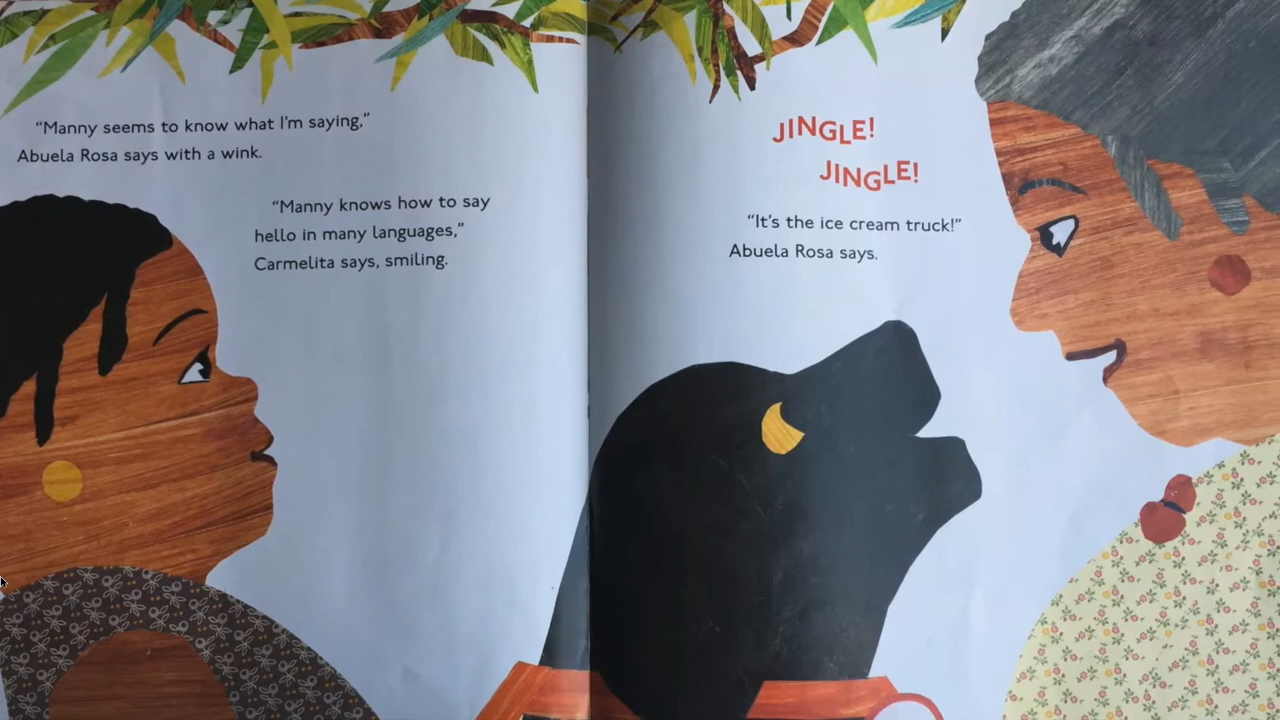 “Manny seems to know what I’m saying,”
Abuela Rosa says with a wink.
“Manny knows how to say
hello in many languages,”
Carmelita says, smiling.
JINGLE!
JINGLE!
“It’s the ice cream truck!”
Abuela Rosa says.